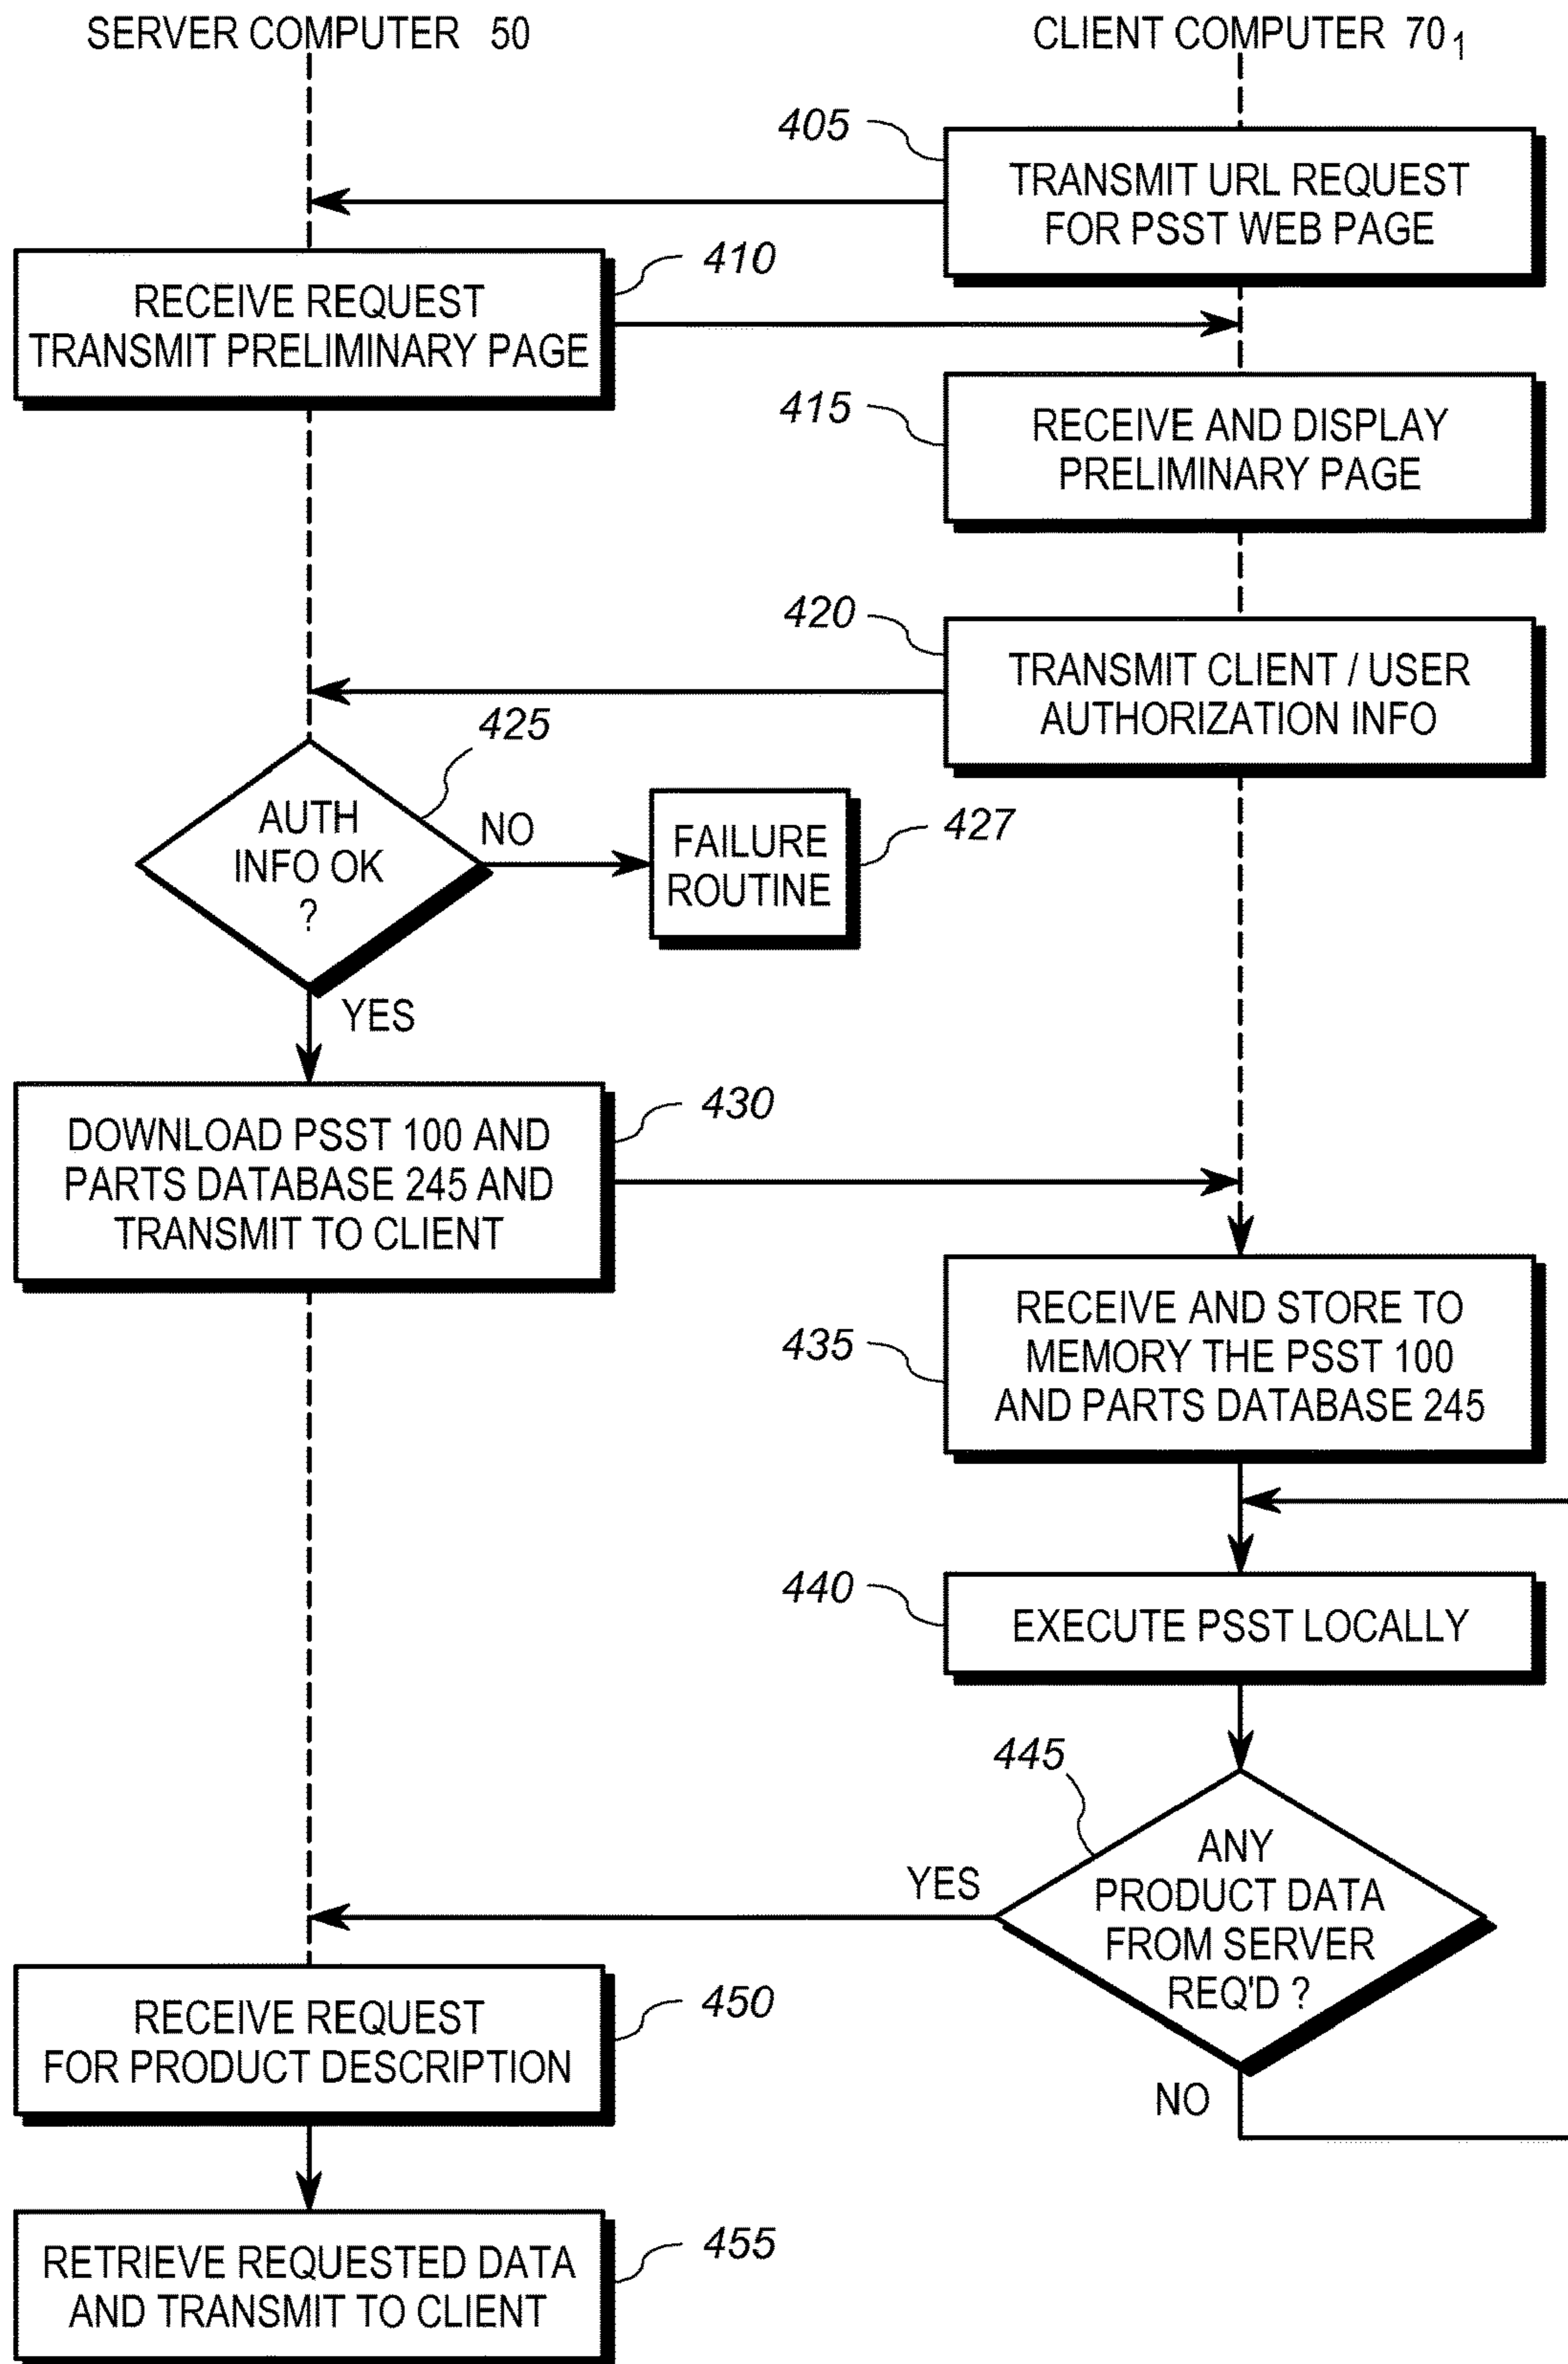 SERVER COMPUTER 50
CLIENT COMPUTER 70₁
405
TRANSMIT URL REQUEST
FOR PSST WEB PAGE
410
RECEIVE REQUEST
TRANSMIT PRELIMINARY PAGE
415
RECEIVE AND DISPLAY
PRELIMINARY PAGE
420
TRANSMIT CLIENT / USER
AUTHORIZATION INFO
425
AUTH
INFO OK
?
NO
FAILURE
ROUTINE
427
YES
430
DOWNLOAD PSST 100 AND
PARTS DATABASE 245 AND
TRANSMIT TO CLIENT
435
RECEIVE AND STORE TO
MEMORY THE PSST 100
AND PARTS DATABASE 245
440
EXECUTE PSST LOCALLY
445
ANY
PRODUCT DATA
FROM SERVER
REQ'D ?
YES
NO
450
RECEIVE REQUEST
FOR PRODUCT DESCRIPTION
455
RETRIEVE REQUESTED DATA
AND TRANSMIT TO CLIENT